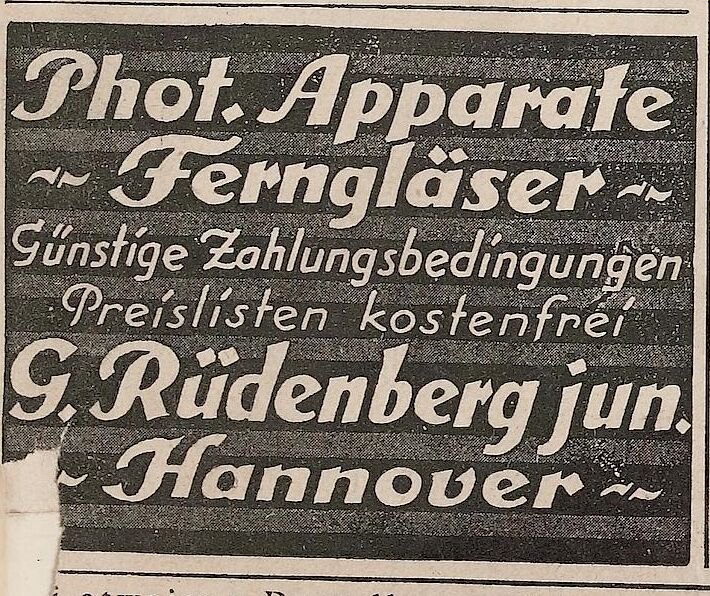 Phot. Apparate
~ Ferngläser ~
Günstige Zahlungsbedingungen
Preislisten kostenfrei
G. Rüdenberg jun.
~ Hannover ~